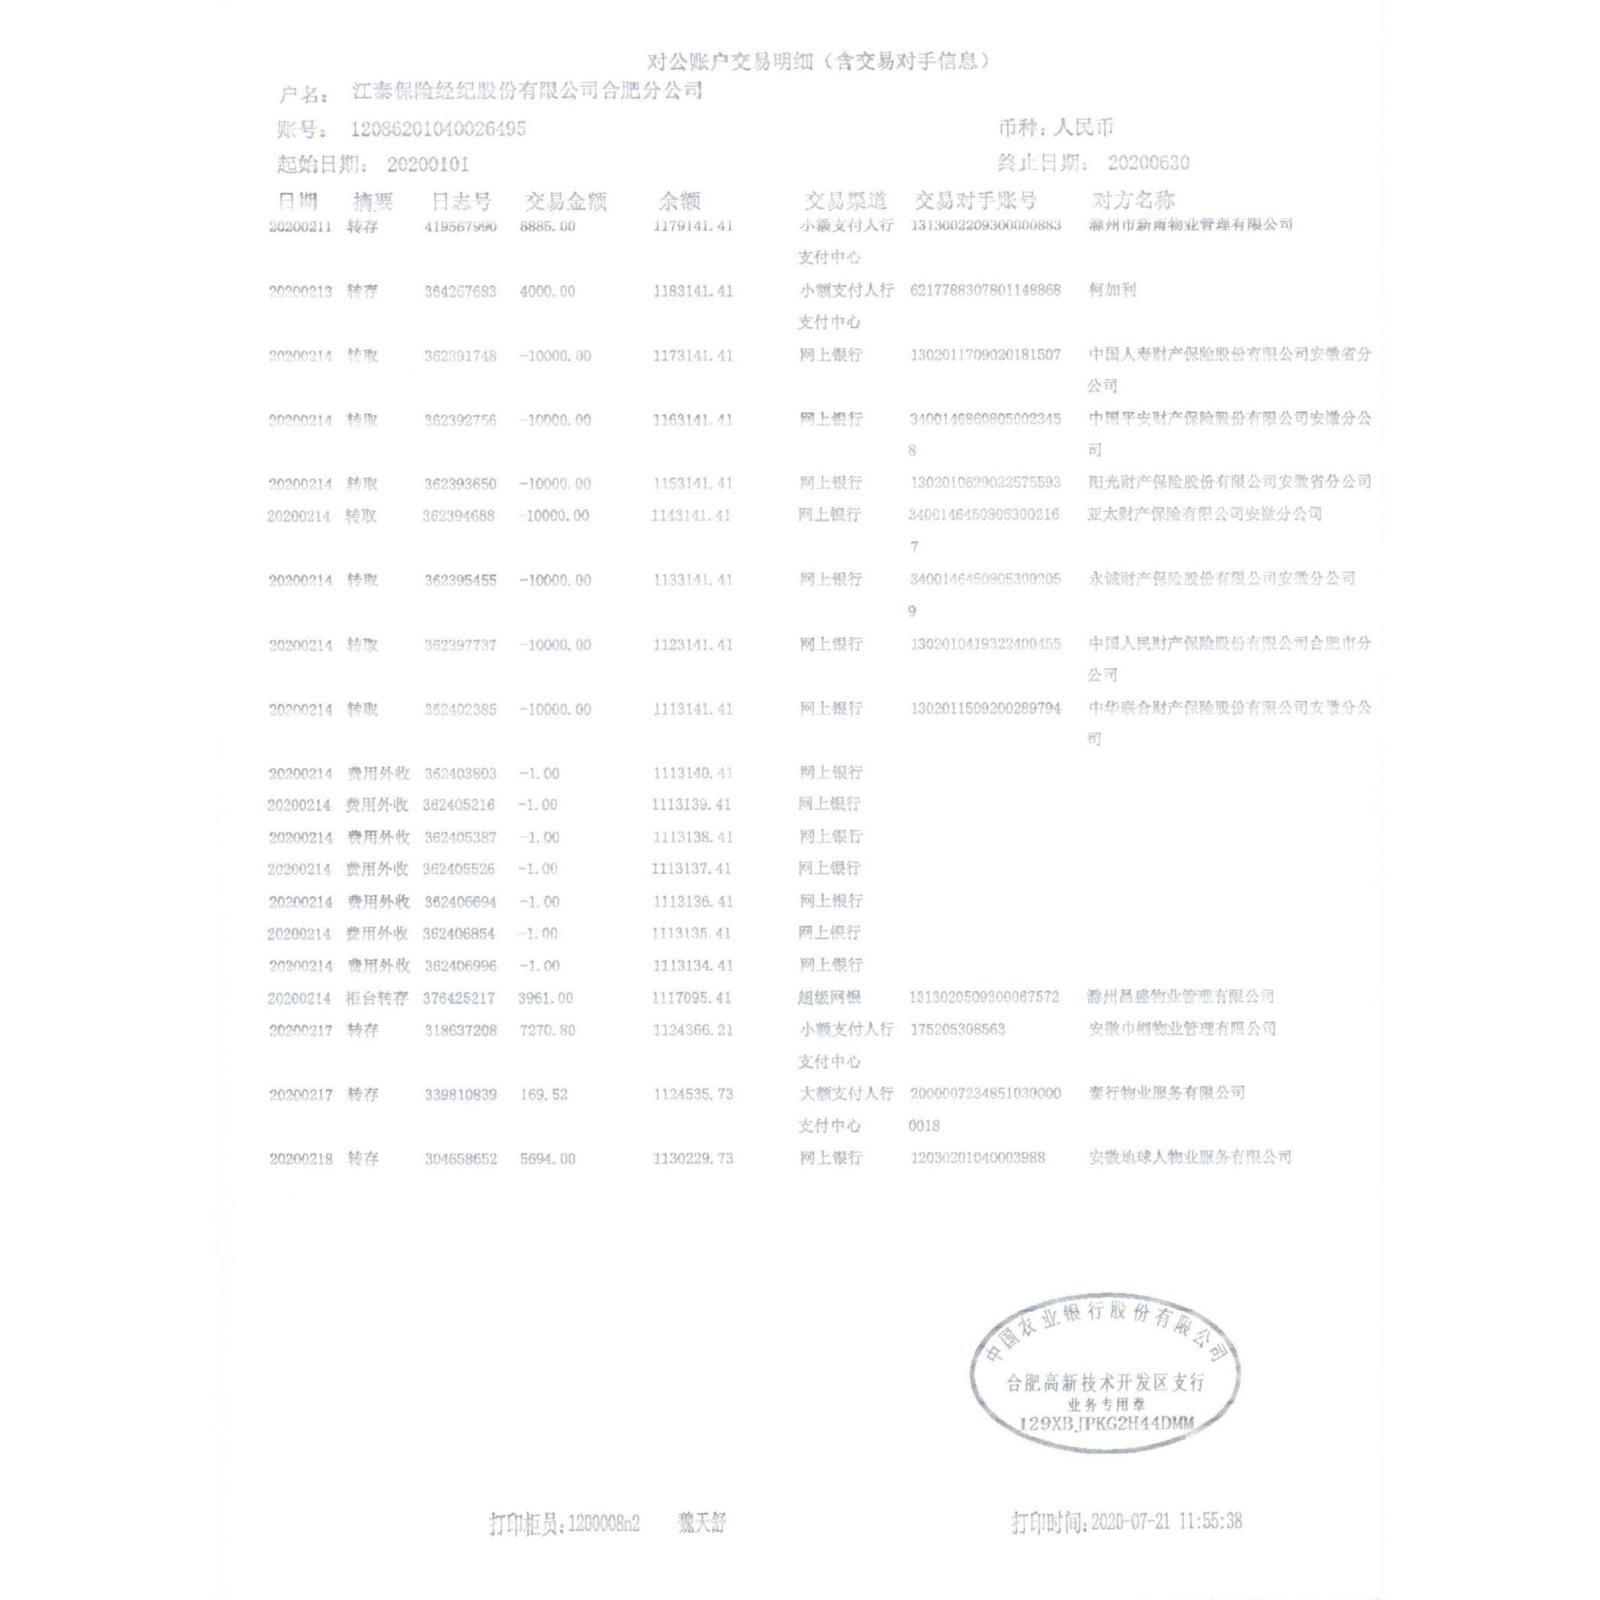 对公账户交易明细（含交易对手信息）
户名： 江泰保险经纪股份有限公司合肥分公司
账号： 12086201040026495 币种：人民币
起始日期： 20200101 终止日期： 20200630
日期 摘要 日志号 交易金额 余额 交易渠道 交易对手账号 对方名称
20200211 转存 419567990 6885.00 1179141.41 小额支付人行 1313002209300000883 滁州市新雨物业管理有限公司
支付中心
20200213 转存 364267683 4000.00 1183141.41 小额支付人行 6217788307801148868 柯加利
支付中心
20200214 转取 362391748 -10000.00 1173141.41 网上银行 1302011709020181507 中国人寿财产保险股份有限公司安徽省分
公司
20200214 转取 362392756 -10000.00 1163141.41 网上银行 3400146860805002345 中国平安财产保险股份有限公司安徽分公
8 司
20200214 转取 362393650 -10000.00 1153141.41 网上银行 1302010629022575593 阳光财产保险股份有限公司安徽省分公司
20200214 转取 362394688 -10000.00 1143141.41 网上银行 3400146450805300216 亚太财产保险有限公司安徽分公司
7
20200214 转取 362395455 -10000.00 1133141.41 网上银行 3400146450805300205 永诚财产保险股份有限公司安徽分公司
9
20200214 转取 362397737 -10000.00 1123141.41 网上银行 1302010419322400455 中国人民财产保险股份有限公司合肥市分
公司
20200214 转取 362402385 -10000.00 1113141.41 网上银行 1302011509200289794 中华联合财产保险股份有限公司安徽分公
司
20200214 费用外收 362403803 -1.00 1113140.41 网上银行
20200214 费用外收 362405216 -1.00 1113139.41 网上银行
20200214 费用外收 362405387 -1.00 1113138.41 网上银行
20200214 费用外收 362405526 -1.00 1113137.41 网上银行
20200214 费用外收 362406694 -1.00 1113136.41 网上银行
20200214 费用外收 362406854 -1.00 1113135.41 网上银行
20200214 费用外收 362406996 -1.00 1113134.41 网上银行
20200214 柜台转存 376425217 3961.00 1117095.41 超级网银 1313020509300067572 滁州昌盛物业管理有限公司
20200217 转存 318637208 7270.80 1124366.21 小额支付人行 175205308563 安徽巾帼物业管理有限公司
支付中心
20200217 转存 339810839 169.52 1124535.73 大额支付人行 2000007234851030000 泰行物业服务有限公司
支付中心 0018
20200218 转存 304658652 5694.00 1130229.73 网上银行 12030201040003988 安徽地球人物业服务有限公司
中国农业银行股份有限公司
合肥高新技术开发区支行
业务专用章
129XBJPKG2H44DMM
打印柜员：1200008n2 魏天舒 打印时间：2020-07-21 11:55:38